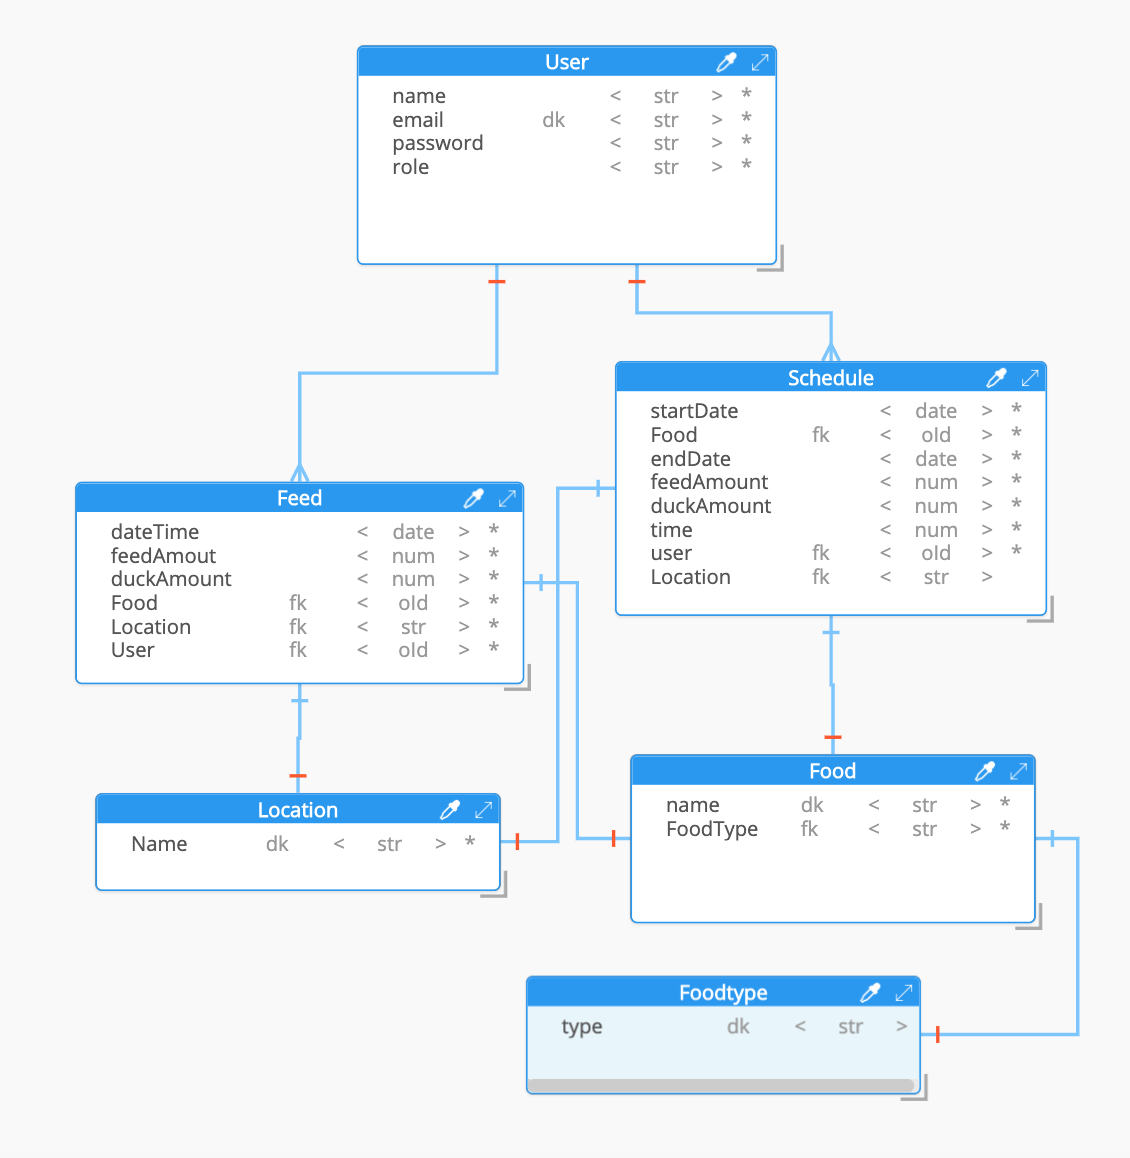 User
name < str > *
email dk < str > *
password < str > *
role < str > *
Schedule
startDate < date > *
Food fk < old > *
endDate < date > *
feedAmount < num > *
duckAmount < num > *
time < num > *
user fk < old > *
Location fk < str >
Feed
dateTime < date > *
feedAmout < num > *
duckAmount < num > *
Food fk < old > *
Location fk < str > *
User fk < old > *
Location
Name dk < str > *
Food
name dk < str > *
FoodType fk < str > *
Foodtype
type dk < str >